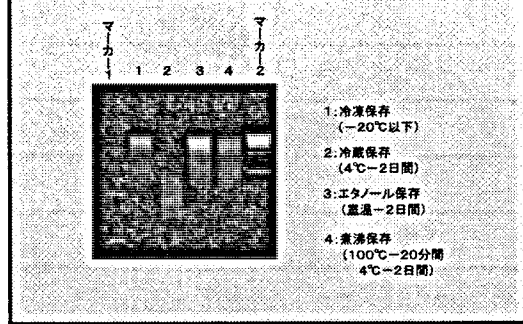 マーカー1
1 2 3 4
マーカー2
1:冷凍保存
(－20℃以下)
2:冷蔵保存
(4℃－2日間)
3:エタノール保存
(室温－2日間)
4:煮沸保存
(100℃－20分間
4℃－2日間)